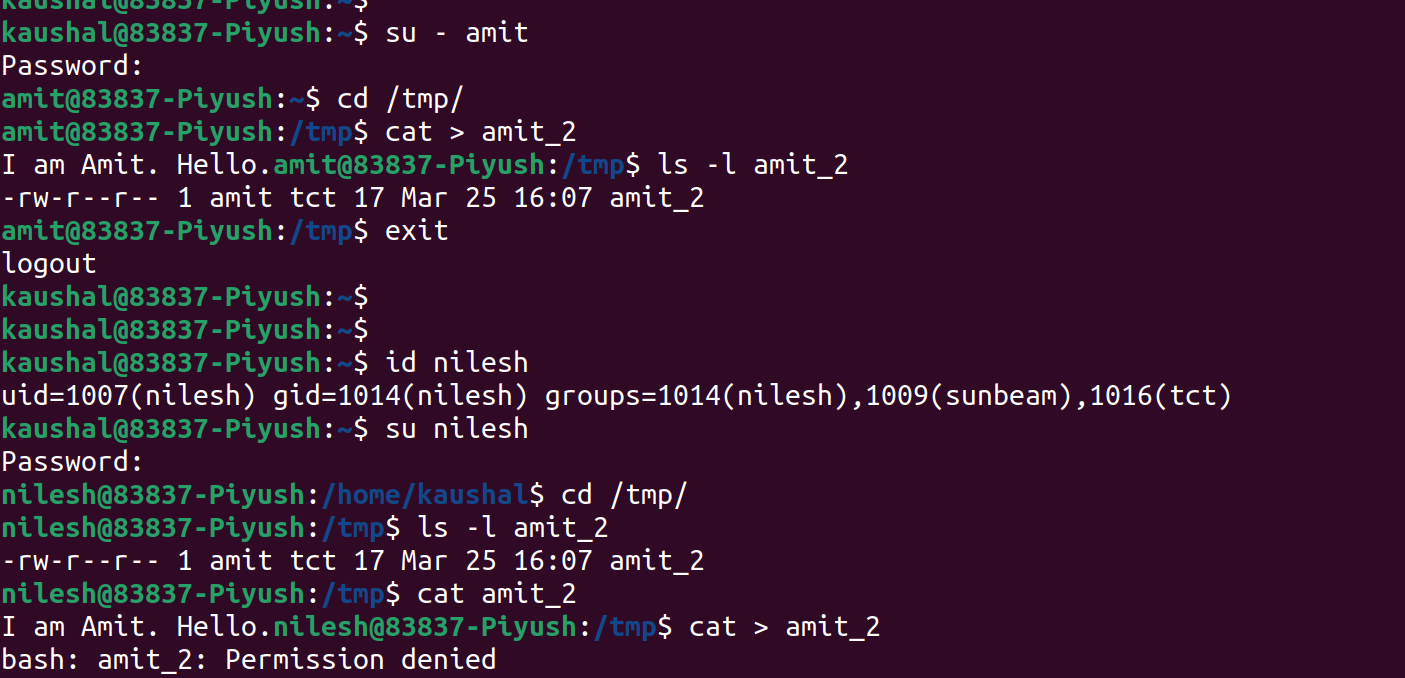 kaushal@83837-Piyush:~$
kaushal@83837-Piyush:~$ su - amit
Password:
amit@83837-Piyush:~$ cd /tmp/
amit@83837-Piyush:/tmp$ cat > amit_2
I am Amit. Hello.amit@83837-Piyush:/tmp$ ls -l amit_2
-rw-r--r-- 1 amit tct 17 Mar 25 16:07 amit_2
amit@83837-Piyush:/tmp$ exit
logout
kaushal@83837-Piyush:~$
kaushal@83837-Piyush:~$
kaushal@83837-Piyush:~$ id nilesh
uid=1007(nilesh) gid=1014(nilesh) groups=1014(nilesh),1009(sunbeam),1016(tct)
kaushal@83837-Piyush:~$ su nilesh
Password:
nilesh@83837-Piyush:/home/kaushal$ cd /tmp/
nilesh@83837-Piyush:/tmp$ ls -l amit_2
-rw-r--r-- 1 amit tct 17 Mar 25 16:07 amit_2
nilesh@83837-Piyush:/tmp$ cat amit_2
I am Amit. Hello.nilesh@83837-Piyush:/tmp$ cat > amit_2
bash: amit_2: Permission denied